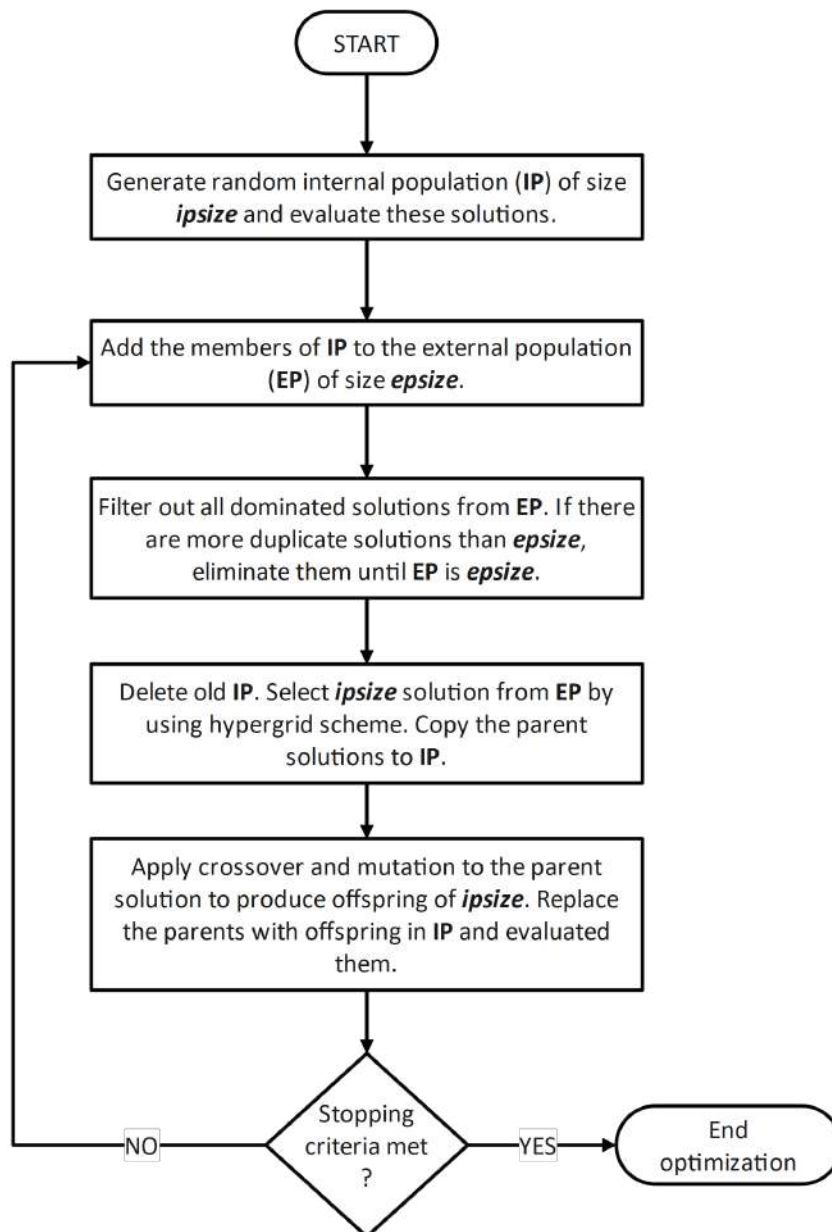 START
Generate random internal population (IP) of size
ipsize and evaluate these solutions.
Add the members of IP to the external population
(EP) of size epsize.
Filter out all dominated solutions from EP. If there
are more duplicate solutions than epsize,
eliminate them until EP is epsize.
Delete old IP. Select ipsize solution from EP by
using hypergrid scheme. Copy the parent
solutions to IP.
Apply crossover and mutation to the parent
solution to produce offspring of ipsize. Replace
the parents with offspring in IP and evaluated
them.
Stopping
criteria met
?
NO
YES
End
optimization